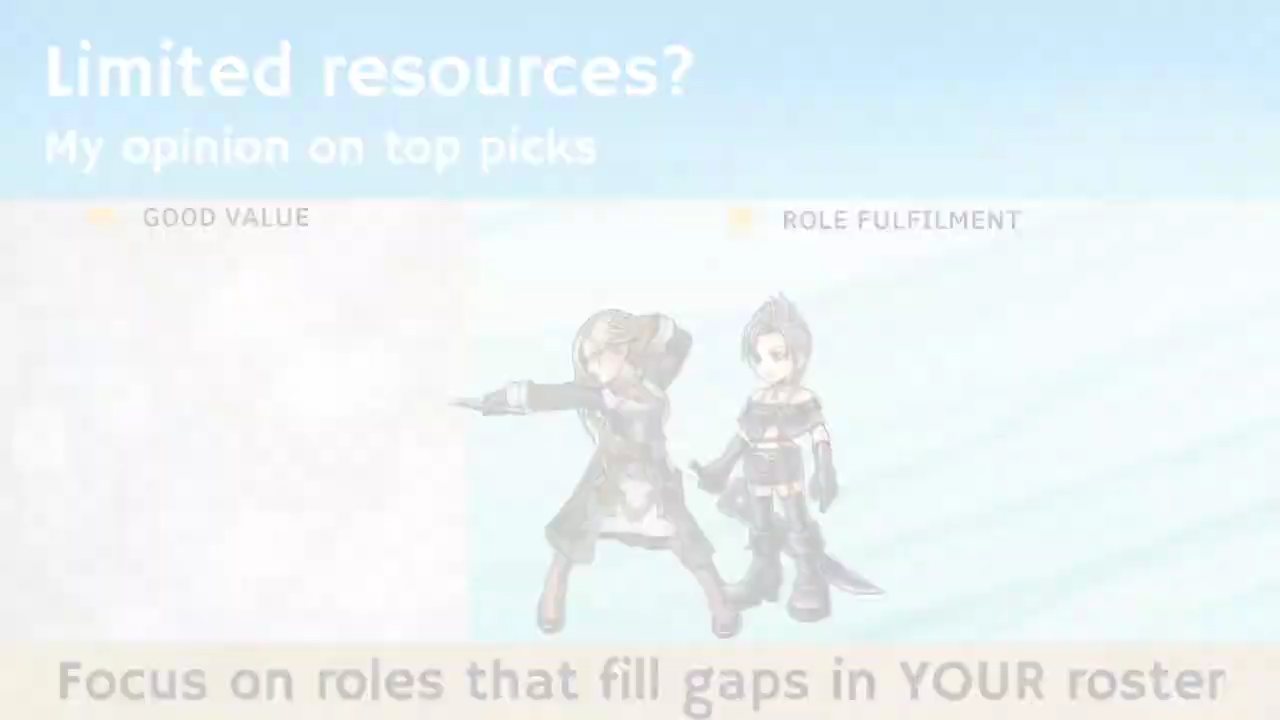 Limited resources?
My opinion on top picks
GOOD VALUE
ROLE FULFILMENT
Focus on roles that fill gaps in YOUR roster